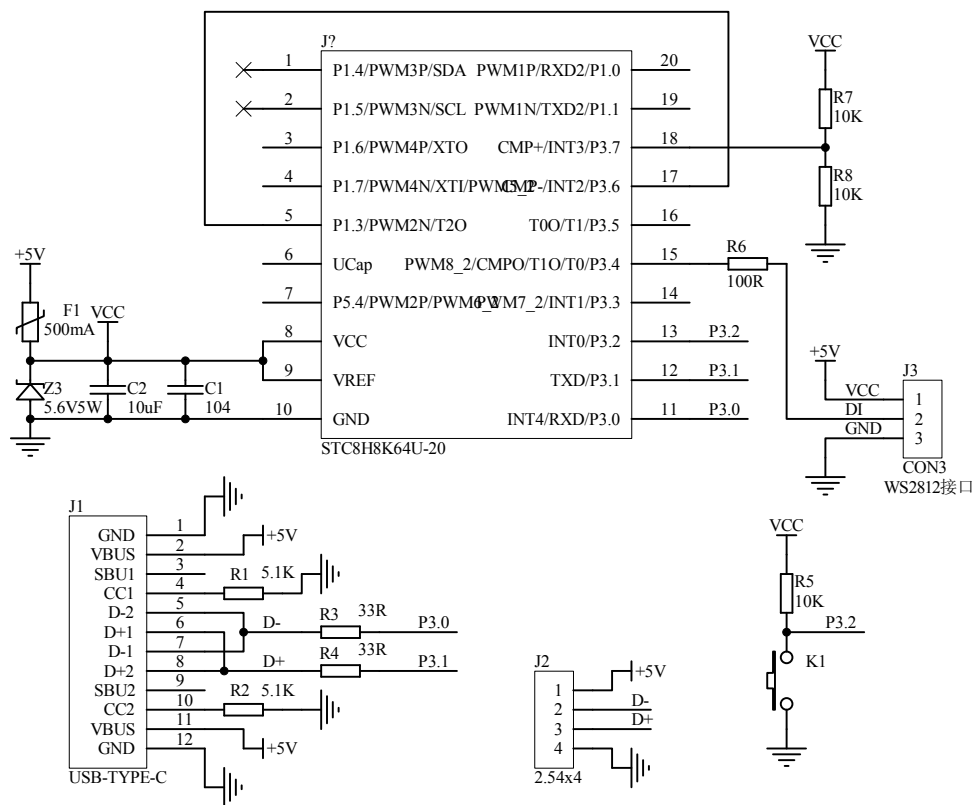 J?
1 P1.4/PWM3P/SDA PWM1P/RXD2/P1.0 20
2 P1.5/PWM3N/SCL PWM1N/TXD2/P1.1 19
3 P1.6/PWM4P/XTO CMP+/INT3/P3.7 18
4 P1.7/PWM4N/XTI/PWM5_2 CMP-/INT2/P3.6 17
5 P1.3/PWM2N/T2O T0O/T1/P3.5 16
6 UCap PWM8_2/CMPO/T1O/T0/P3.4 15
7 P5.4/PWM2P/PWM6_2 PWM7_2/INT1/P3.3 14
8 VCC INT0/P3.2 13 P3.2
9 VREF TXD/P3.1 12 P3.1
10 GND INT4/RXD/P3.0 11 P3.0
STC8H8K64U-20
VCC
R7
10K
R8
10K
R6
100R
+5V
F1
500mA
VCC
Z3
5.6V5W
C2
10uF
C1
104
+5V
J3
VCC 1
DI 2
GND 3
CON3
WS2812接口
J1
GND 1
VBUS 2 +5V
SBU1 3
CC1 4 R1 5.1K
D-2 5
D+1 6 D- R3 33R P3.0
D-1 7
D+2 8 D+ R4 33R P3.1
SBU2 9
CC2 10 R2 5.1K
VBUS 11 +5V
GND 12
USB-TYPE-C
J2
1 +5V
2 D-
3 D+
4
2.54x4
VCC
R5
10K
P3.2
K1